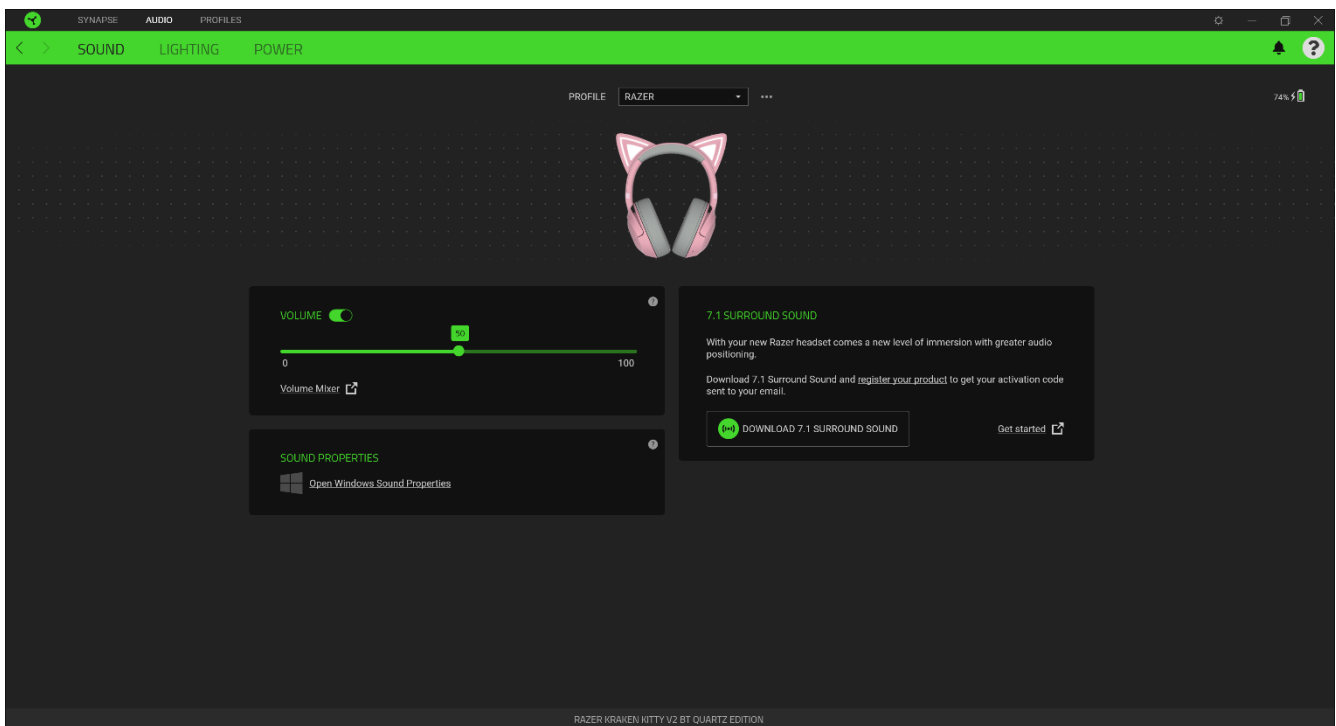 SYNAPSE AUDIO PROFILES
SOUND LIGHTING POWER
?
PROFILE RAZER
74%
VOLUME
?
50
0 100
Volume Mixer
SOUND PROPERTIES
?
Open Windows Sound Properties
7.1 SURROUND SOUND
With your new Razer headset comes a new level of immersion with greater audio
positioning.
Download 7.1 Surround Sound and register your product to get your activation code
sent to your email.
DOWNLOAD 7.1 SURROUND SOUND
Get started
RAZER KRAKEN KITTY V2 BT QUARTZ EDITION